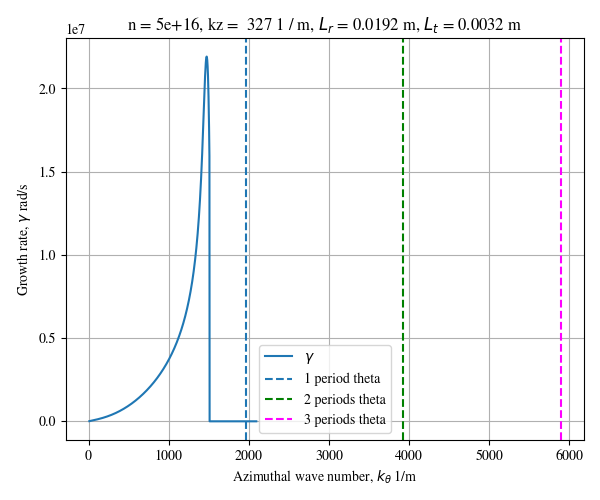 n = 5e+16, kz =  327 1 / m, $L_r$ = 0.0192 m, $L_t$ = 0.0032 m
1e7
2.0
1.5
1.0
0.5
0.0
Growth rate, γ rad/s
γ
1 period theta
2 periods theta
3 periods theta
0 1000 2000 3000 4000 5000 6000
Azimuthal wave number, $k_θ$ 1/m